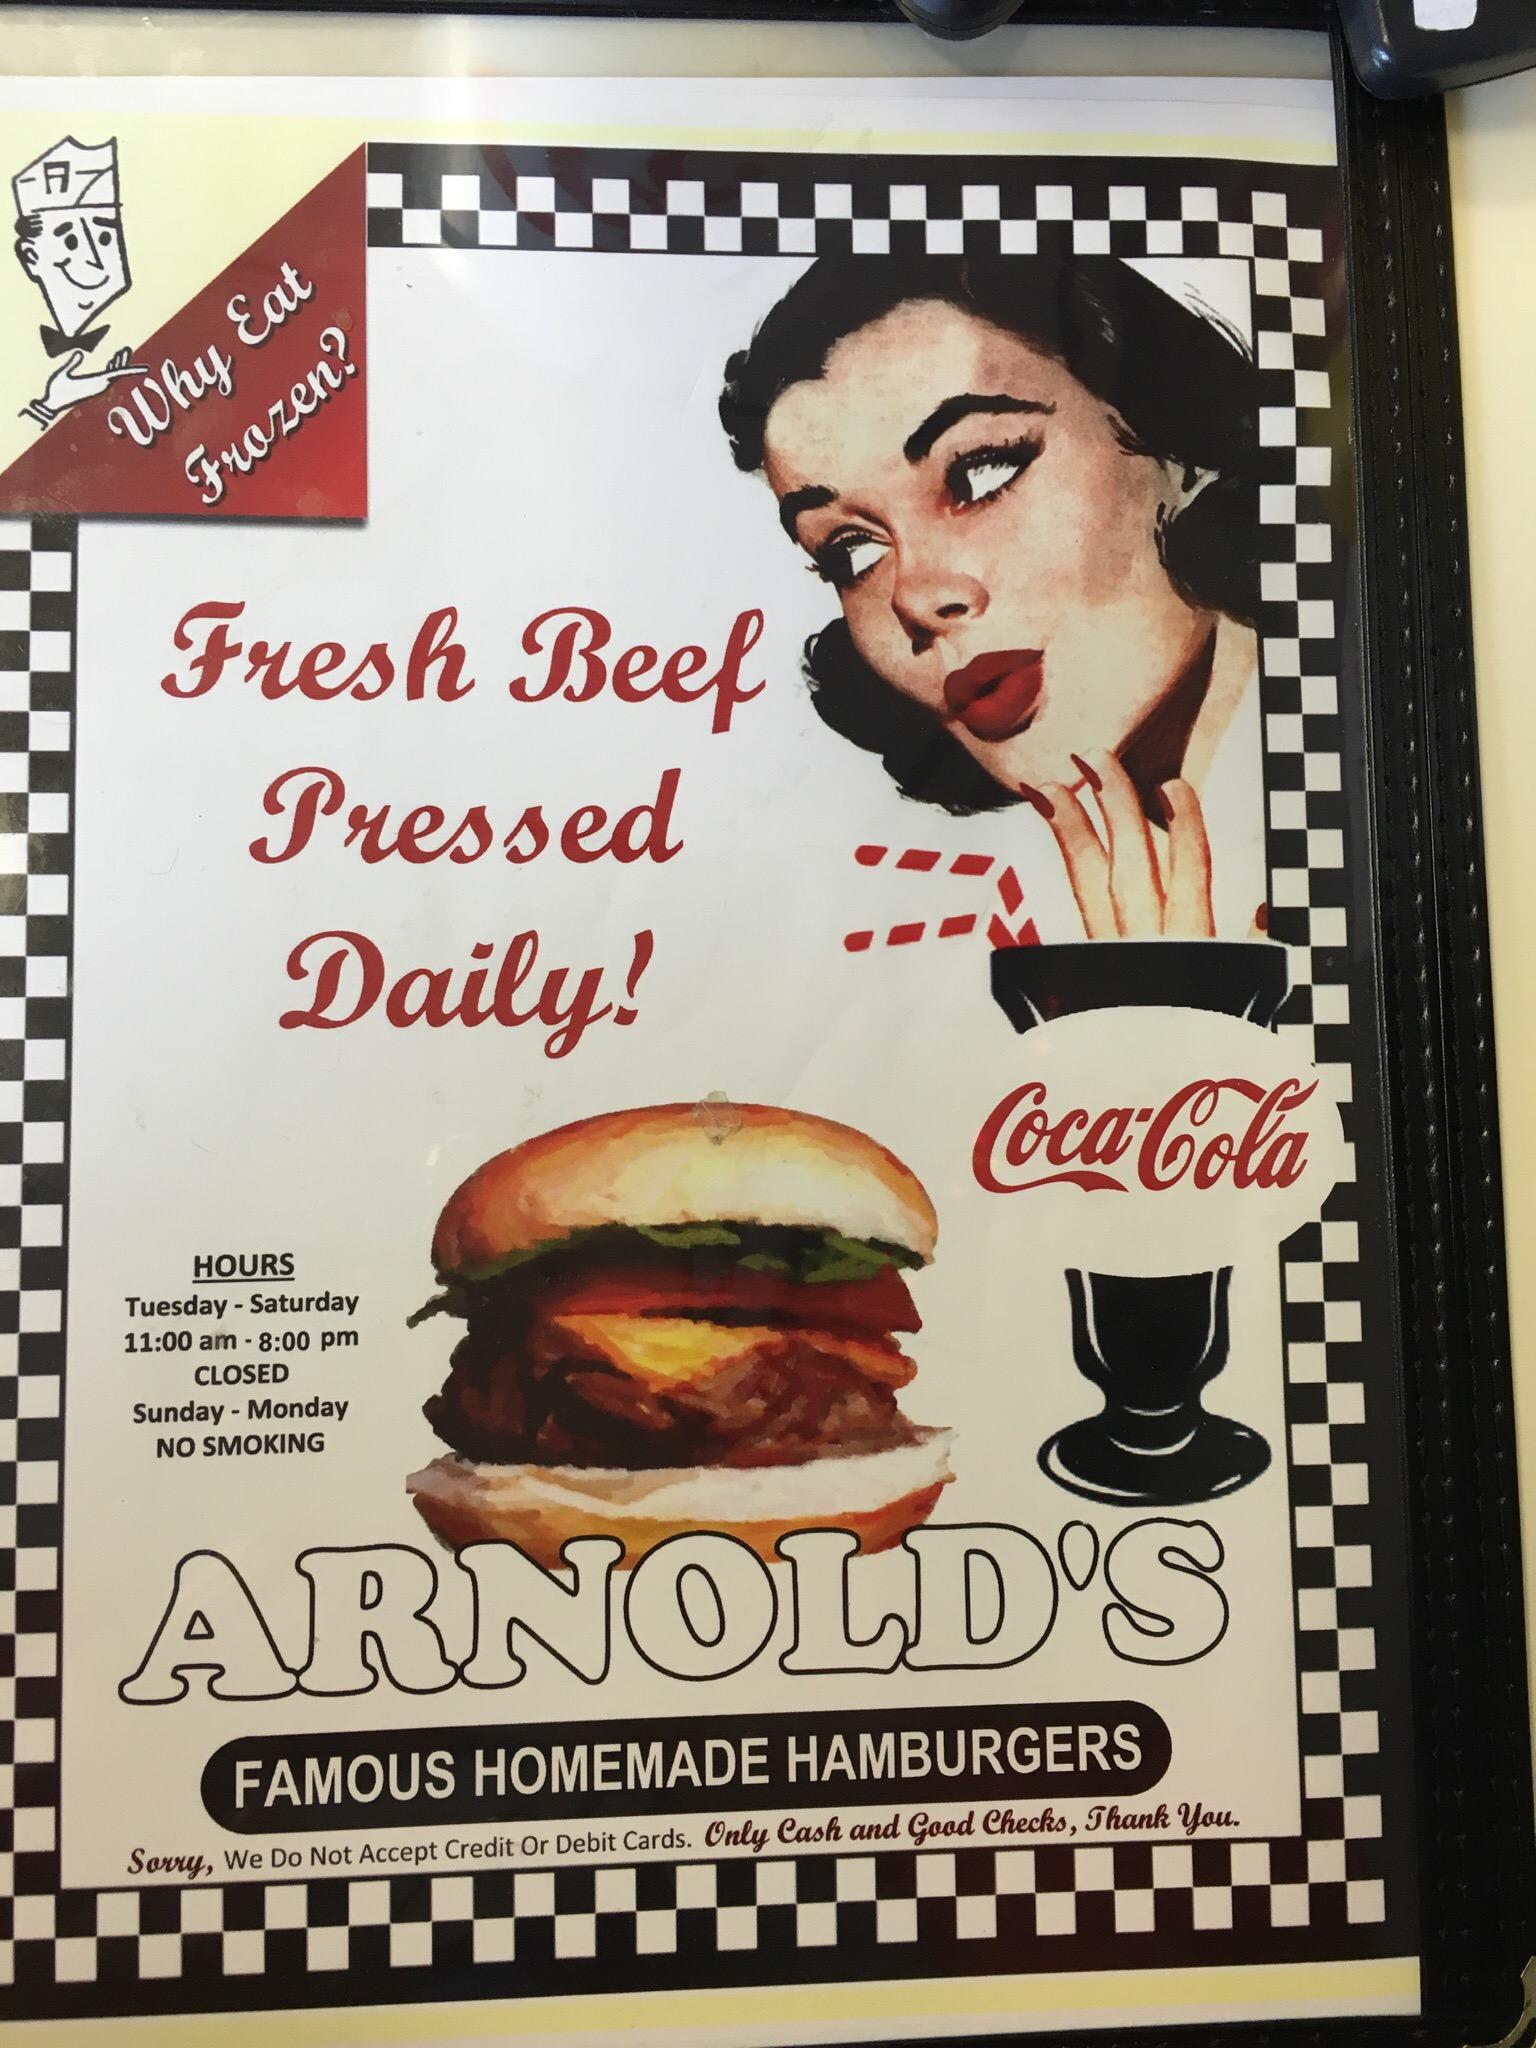 Why Eat
Frozen?
Fresh Beef
Pressed
Daily!
Coca-Cola
HOURS
Tuesday - Saturday
11:00 am - 8:00 pm
CLOSED
Sunday - Monday
NO SMOKING
ARNOLD'S
FAMOUS HOMEMADE HAMBURGERS
Sorry, We Do Not Accept Credit Or Debit Cards. Only Cash and Good Checks, Thank You.